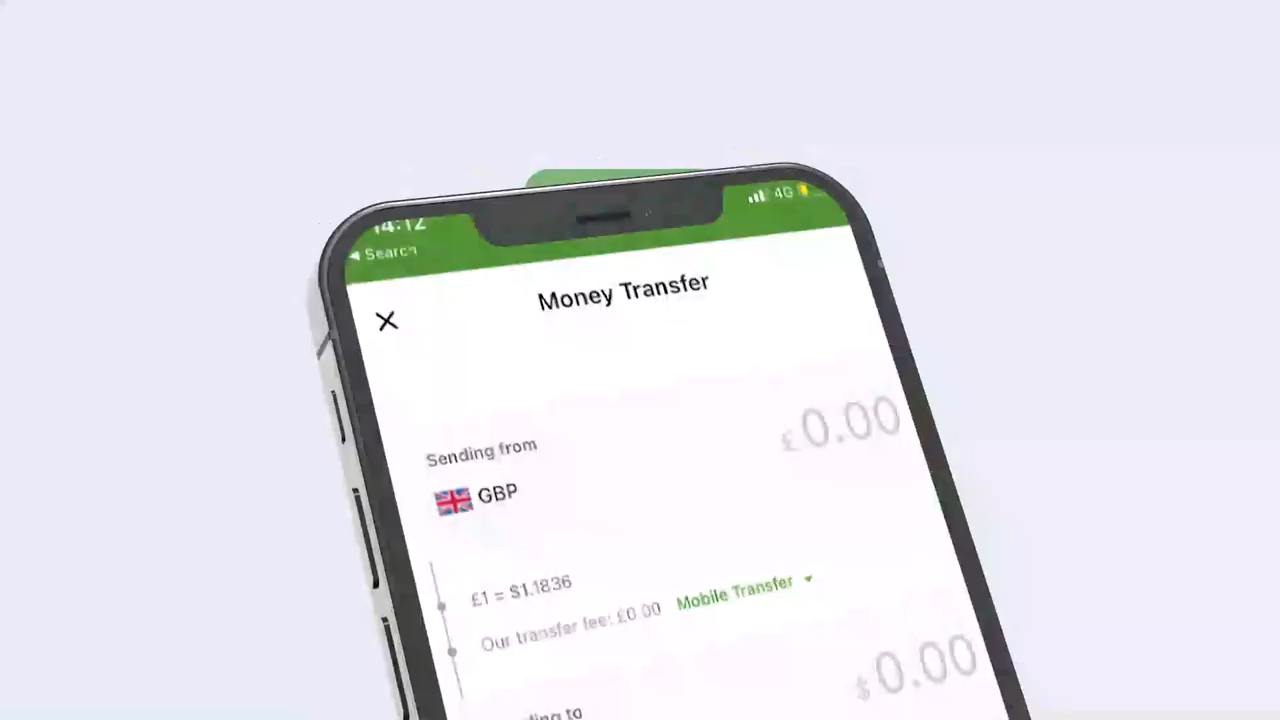 14:12
4G
Search
Money Transfer
£0.00
Sending from
GBP
£1 = $1.1836
Our transfer fee: £0.00 Mobile Transfer
$0.00
to